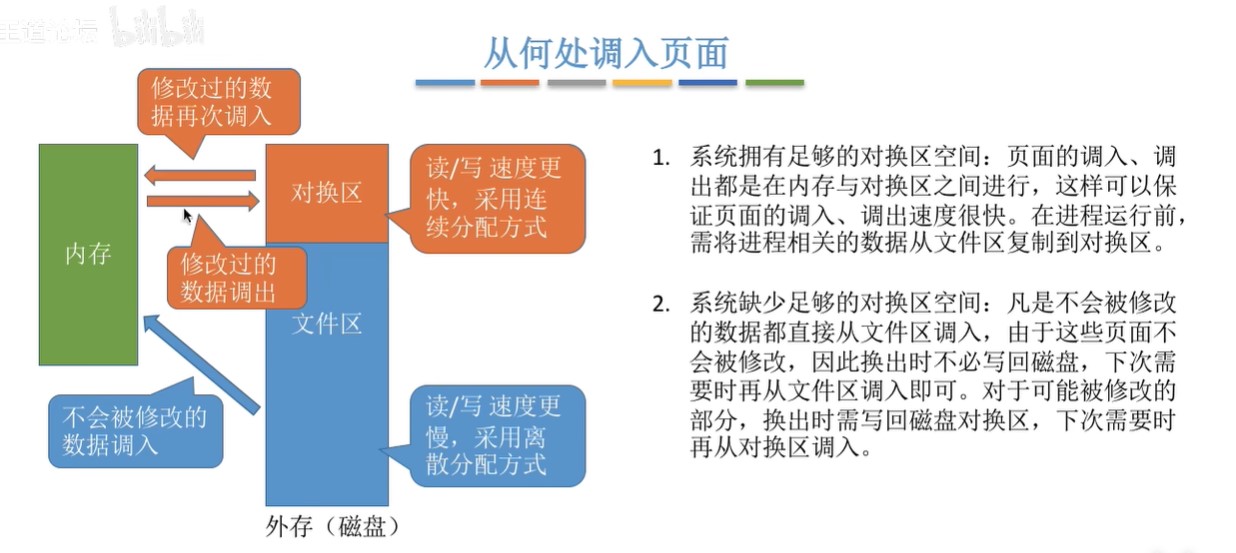 bilibili
从何处调入页面
修改过的数
据再次调入
内存
对换区
读/写 速度更
快，采用连
续分配方式
修改过的
数据调出
文件区
不会被修改的
数据调入
读/写 速度更
慢，采用离
散分配方式
外存（磁盘）
1. 系统拥有足够的对换区空间：页面的调入、调
出都是在内存与对换区之间进行，这样可以保
证页面的调入、调出速度很快。在进程运行前，
需将进程相关的数据从文件区复制到对换区。
2. 系统缺少足够的对换区空间：凡是不会被修改
的数据都直接从文件区调入，由于这些页面不
会被修改，因此换出时不必写回磁盘，下次需
要时再从文件区调入即可。对于可能被修改的
部分，换出时需写回磁盘对换区，下次需要时
再从对换区调入。